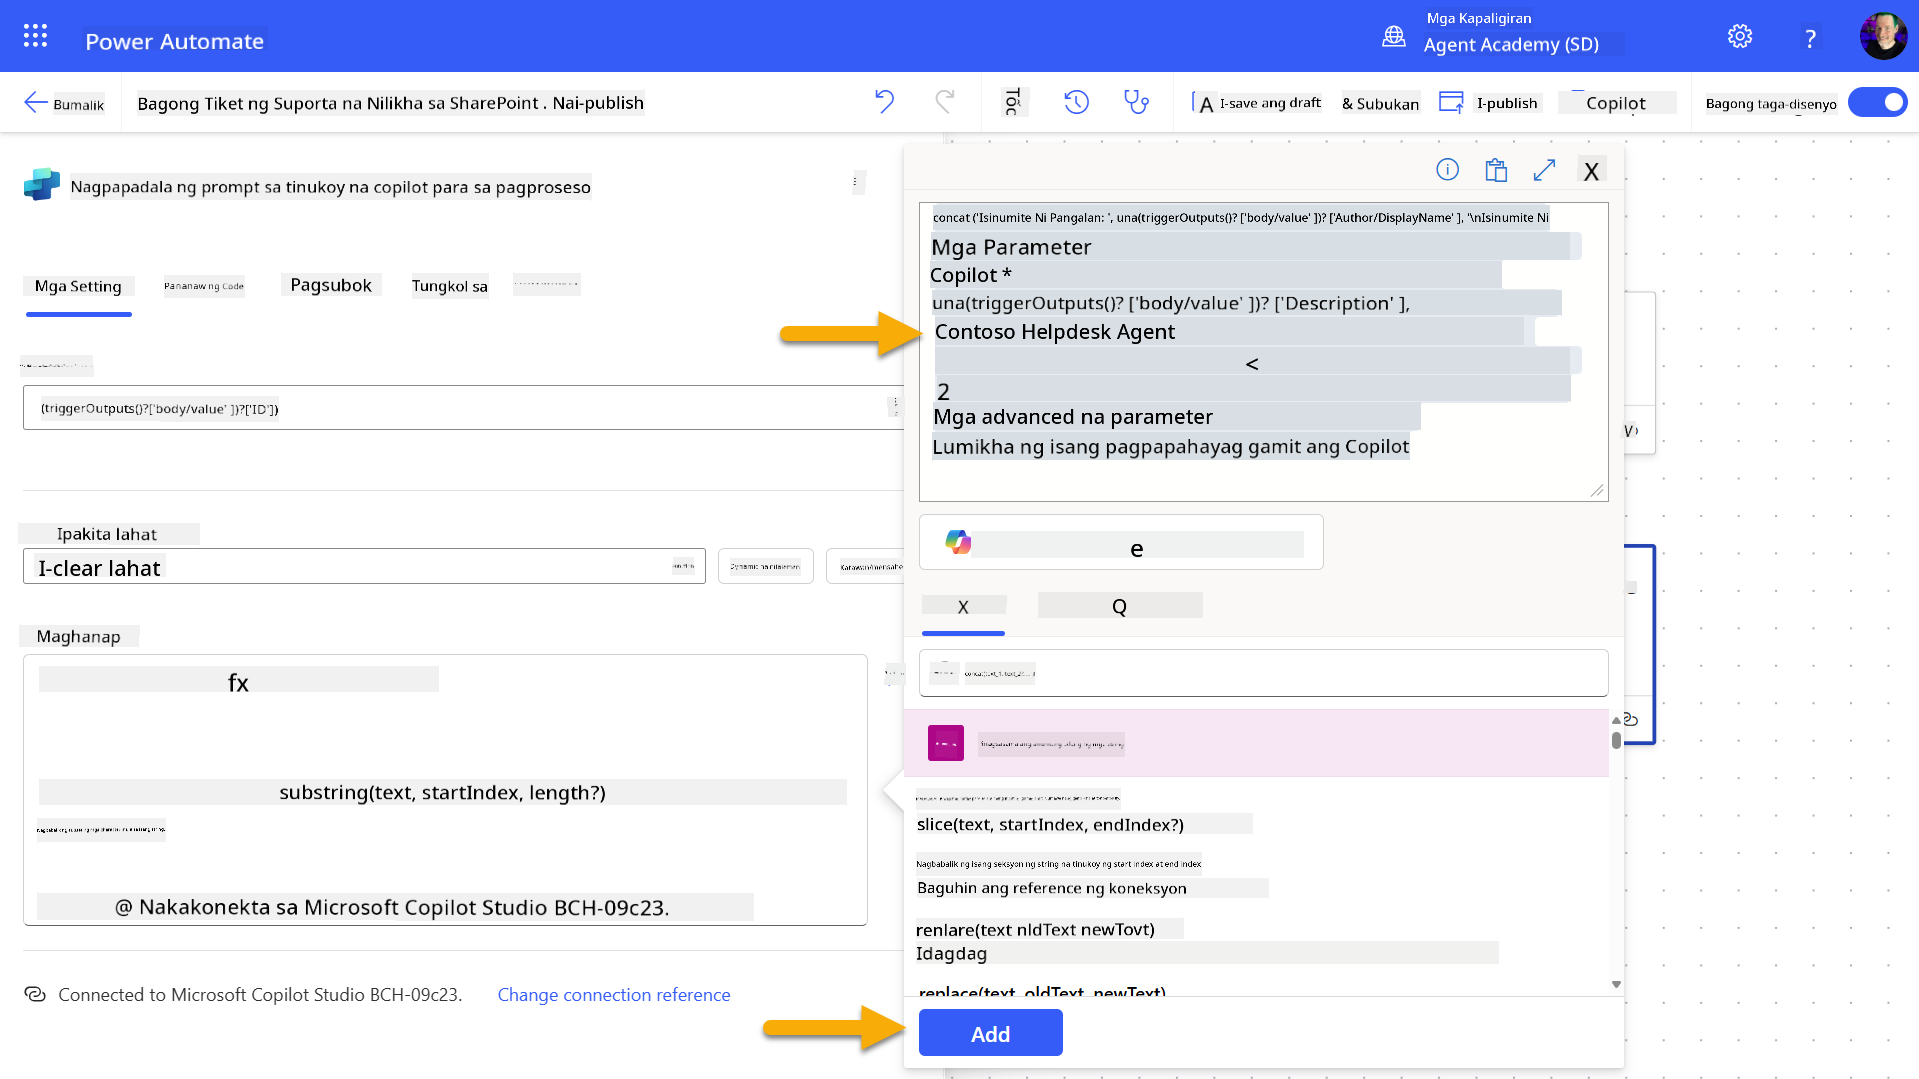 Power Automate
Mga Kapaligiran
Agent Academy (SD)
?
Bumalik
Bagong Tiket ng Suporta na Nilikha sa SharePoint . Nai-publish
A I-save ang draft
& Subukan
I-publish
Copilot
Bagong taga-disenyo
Nagpapadala ng prompt sa tinukoy na copilot para sa pagproseso
Mga Setting
Pananaw ng Code
Pagsubok
Tungkol sa
(triggerOutputs()?['body/value' ])?['ID'])
Ipakita lahat
I-clear lahat
Maghanap
fx
substring(text, startIndex, length?)
@ Nakakonekta sa Microsoft Copilot Studio BCH-09c23.
Connected to Microsoft Copilot Studio BCH-09c23.
Change connection reference
X
concat ('Isinumite Ni Pangalan: ', una(triggerOutputs()? ['body/value' ])? ['Author/DisplayName' ], '\nIsinumite Ni
Mga Parameter
Copilot *
una(triggerOutputs()? ['body/value' ])? ['Description' ],
Contoso Helpdesk Agent
<
2
Mga advanced na parameter
Lumikha ng isang pagpapahayag gamit ang Copilot
e
X
Q
slice(text, startIndex, endIndex?)
Nagbabalik ng isang seksyon ng string na tinukoy ng start index at end index
Baguhin ang reference ng koneksyon
renlare(text nldText newTovt)
Idagdag
replace(text, oldText, newText)
Add